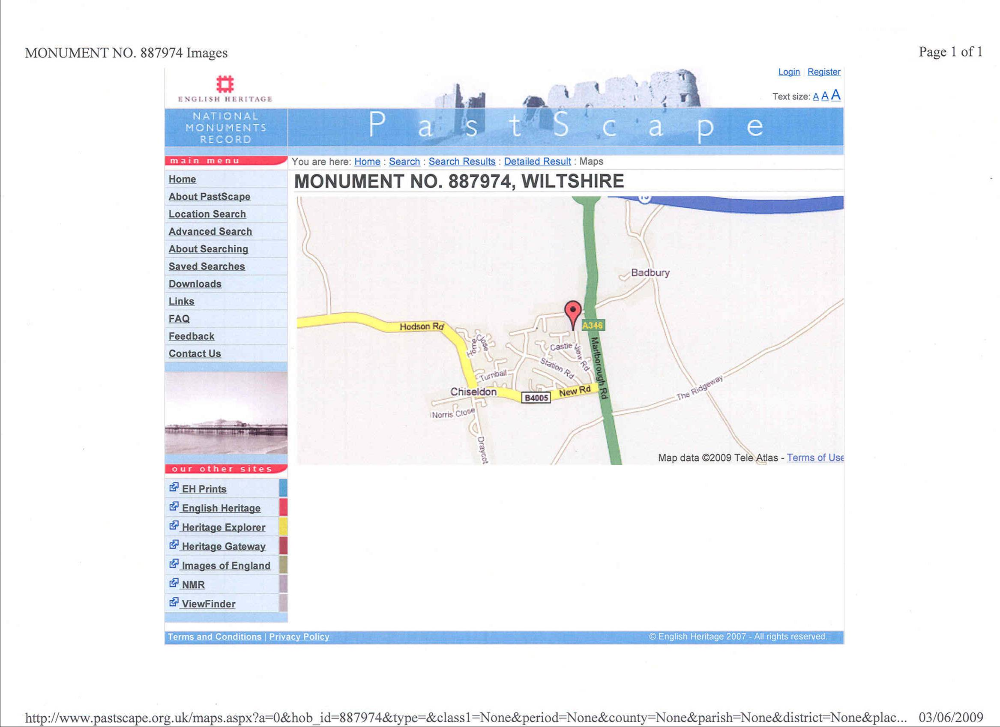 MONUMENT NO. 887974 Images
Page 1 of 1
Login | Register
ENGLISH HERITAGE
Text size: A A A
NATIONAL
MONUMENTS
RECORD
PastScape
main menu
You are here: Home : Search : Search Results : Detailed Result : Maps
Home
MONUMENT NO. 887974, WILTSHIRE
About PastScape
Location Search
Advanced Search
About Searching
Saved Searches
Downloads
Links
FAQ
Feedback
Contact Us
Badbury
A346
Hodson Rd
Home Close
Castle View Rd
Marlborough Rd
Station Rd
Turnball
The Ridgeway
Chiseldon
New Rd
B4005
Norris Close
Draycot
Map data ©2009 Tele Atlas - Terms of Use
our other sites
EH Prints
English Heritage
Heritage Explorer
Heritage Gateway
Images of England
NMR
ViewFinder
Terms and Conditions | Privacy Policy
© English Heritage 2007 - All rights reserved.
http://www.pastscape.org.uk/maps.aspx?a=0&hob_id=887974&type=&class1=None&period=None&county=None&parish=None&district=None&plac...
03/06/2009